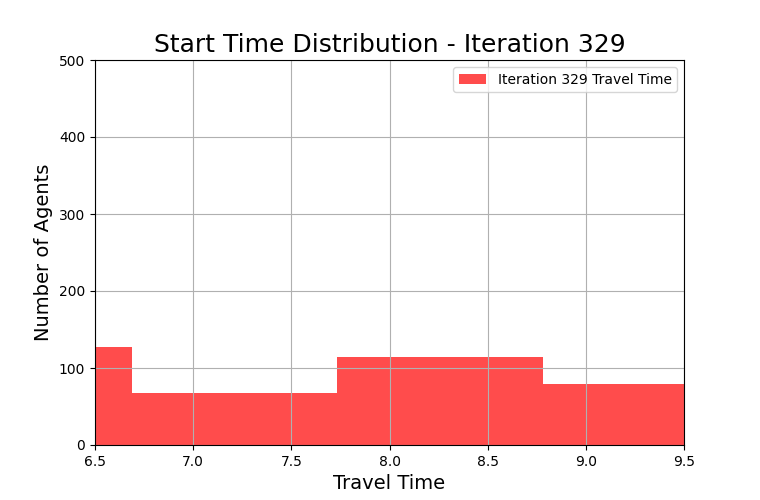 Start Time Distribution - Iteration 329
Iteration 329 Travel Time
Number of Agents
500
400
300
200
100
0
6.5 7.0 7.5 8.0 8.5 9.0 9.5
Travel Time